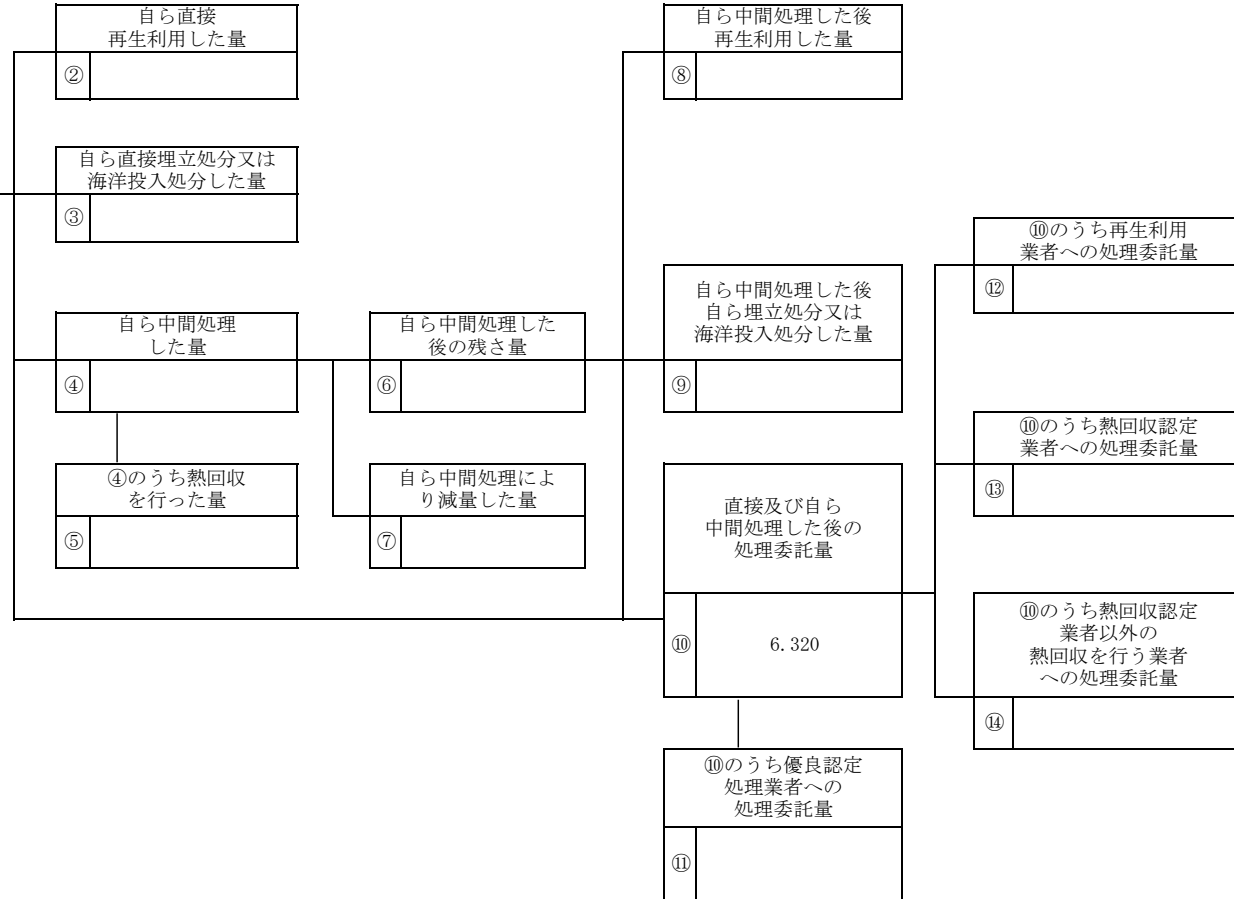 自ら直接
再生利用した量
②
自ら中間処理した後
再生利用した量
⑧
自ら直接埋立処分又は
海洋投入処分した量
③
⑩のうち再生利用
業者への処理委託量
⑫
自ら中間処理した後
自ら埋立処分又は
海洋投入処分した量
⑨
自ら中間処理
した量
④
自ら中間処理した
後の残さ量
⑥
⑩のうち熱回収認定
業者への処理委託量
⑬
④のうち熱回収
を行った量
⑤
自ら中間処理によ
り減量した量
⑦
直接及び自ら
中間処理した後の
処理委託量
⑩
6.320
⑩のうち熱回収認定
業者以外の
熱回収を行う業者
への処理委託量
⑭
⑩のうち優良認定
処理業者への
処理委託量
⑪